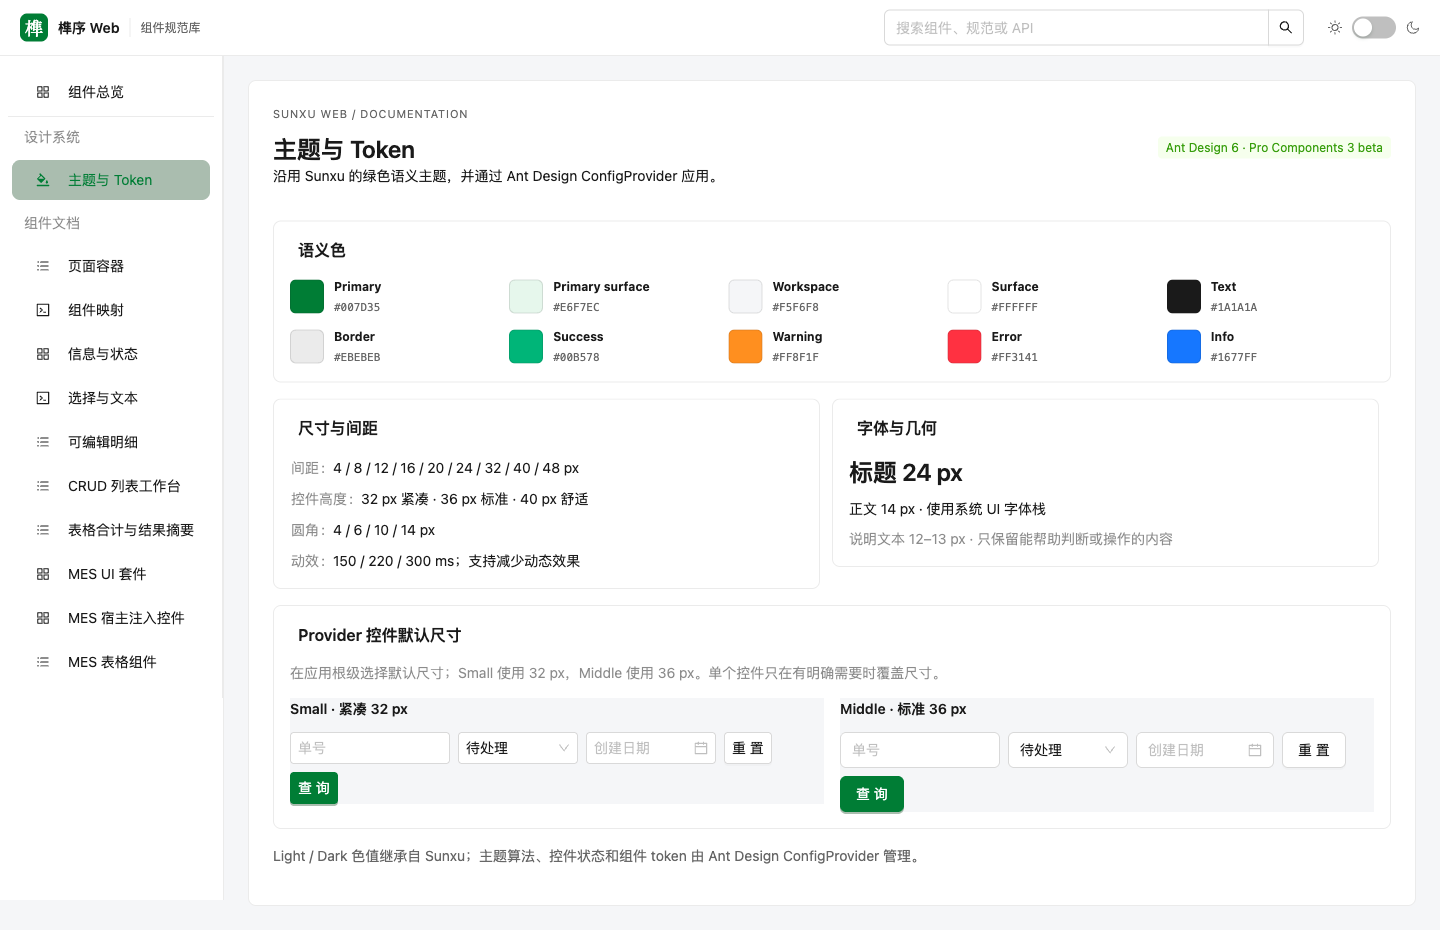 榫 榫序 Web 组件规范库
搜索组件、规范或 API
组件总览
设计系统
主题与 Token
组件文档
页面容器
组件映射
信息与状态
选择与文本
可编辑明细
CRUD 列表工作台
表格合计与结果摘要
MES UI 套件
MES 宿主注入控件
MES 表格组件
SUNXU WEB / DOCUMENTATION
主题与 Token
Ant Design 6 · Pro Components 3 beta
沿用 Sunxu 的绿色语义主题，并通过 Ant Design ConfigProvider 应用。
语义色
Primary
#007D35
Primary surface
#E6F7EC
Workspace
#F5F6F8
Surface
#FFFFFF
Text
#1A1A1A
Border
#EBEBEB
Success
#00B578
Warning
#FF8F1F
Error
#FF3141
Info
#1677FF
尺寸与间距
间距：4 / 8 / 12 / 16 / 20 / 24 / 32 / 40 / 48 px
控件高度：32 px 紧凑 · 36 px 标准 · 40 px 舒适
圆角：4 / 6 / 10 / 14 px
动效：150 / 220 / 300 ms；支持减少动态效果
字体与几何
标题 24 px
正文 14 px · 使用系统 UI 字体栈
说明文本 12–13 px · 只保留能帮助判断或操作的内容
Provider 控件默认尺寸
在应用根级选择默认尺寸；Small 使用 32 px，Middle 使用 36 px。单个控件只在有明确需要时覆盖尺寸。
Small · 紧凑 32 px
单号 待处理 创建日期 重 置
查 询
Middle · 标准 36 px
单号 待处理 创建日期 重 置
查 询
Light / Dark 色值继承自 Sunxu；主题算法、控件状态和组件 token 由 Ant Design ConfigProvider 管理。